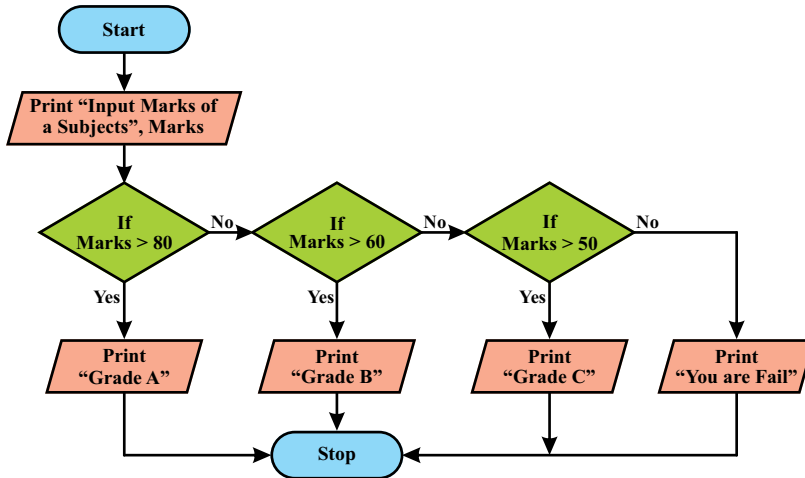 Start
Print “Input Marks of
a Subjects”, Marks
If
Marks > 80
No
If
Marks > 60
No
If
Marks > 50
No
Yes
Yes
Yes
Print
“Grade A”
Print
“Grade B”
Print
“Grade C”
Print
“You are Fail”
Stop